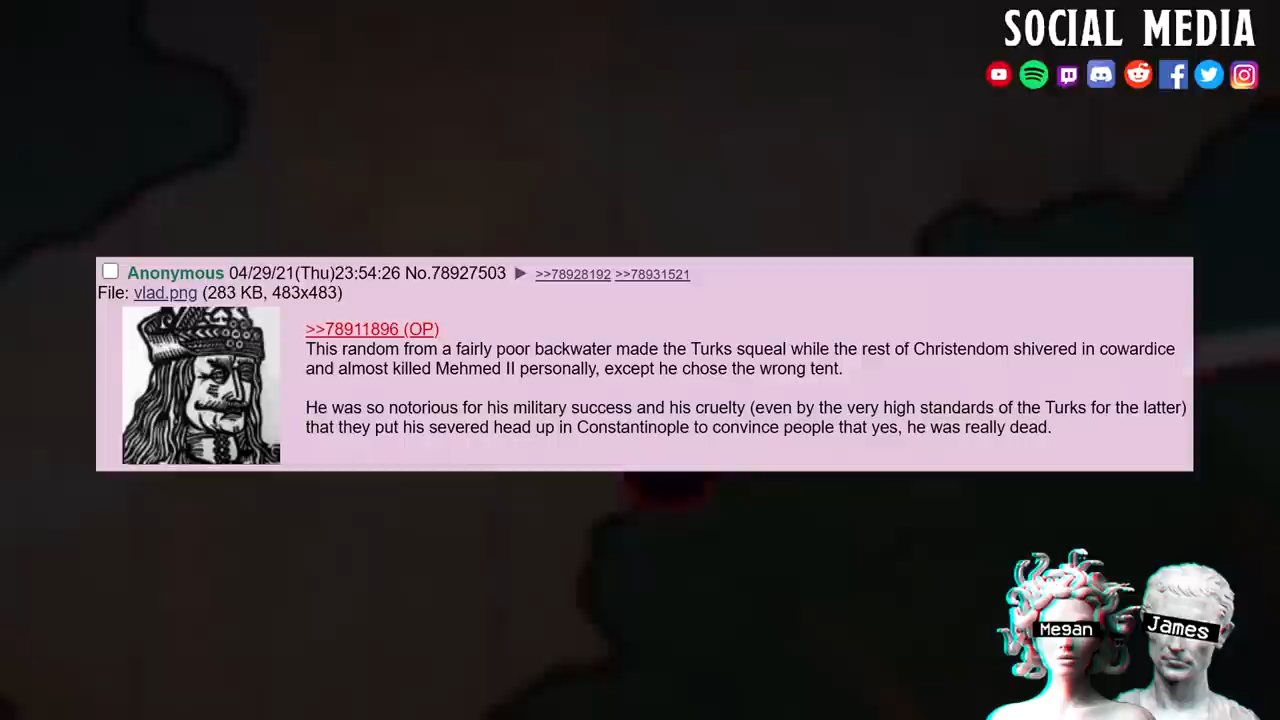 SOCIAL MEDIA
Anonymous 04/29/21(Thu)23:54:26 No.78927503 ▶ >>78928192 >>78931521
File: vlad.png (283 KB, 483x483)
>>78911896 (OP)
This random from a fairly poor backwater made the Turks squeal while the rest of Christendom shivered in cowardice
and almost killed Mehmed II personally, except he chose the wrong tent.
He was so notorious for his military success and his cruelty (even by the very high standards of the Turks for the latter)
that they put his severed head up in Constantinople to convince people that yes, he was really dead.
Megan
James